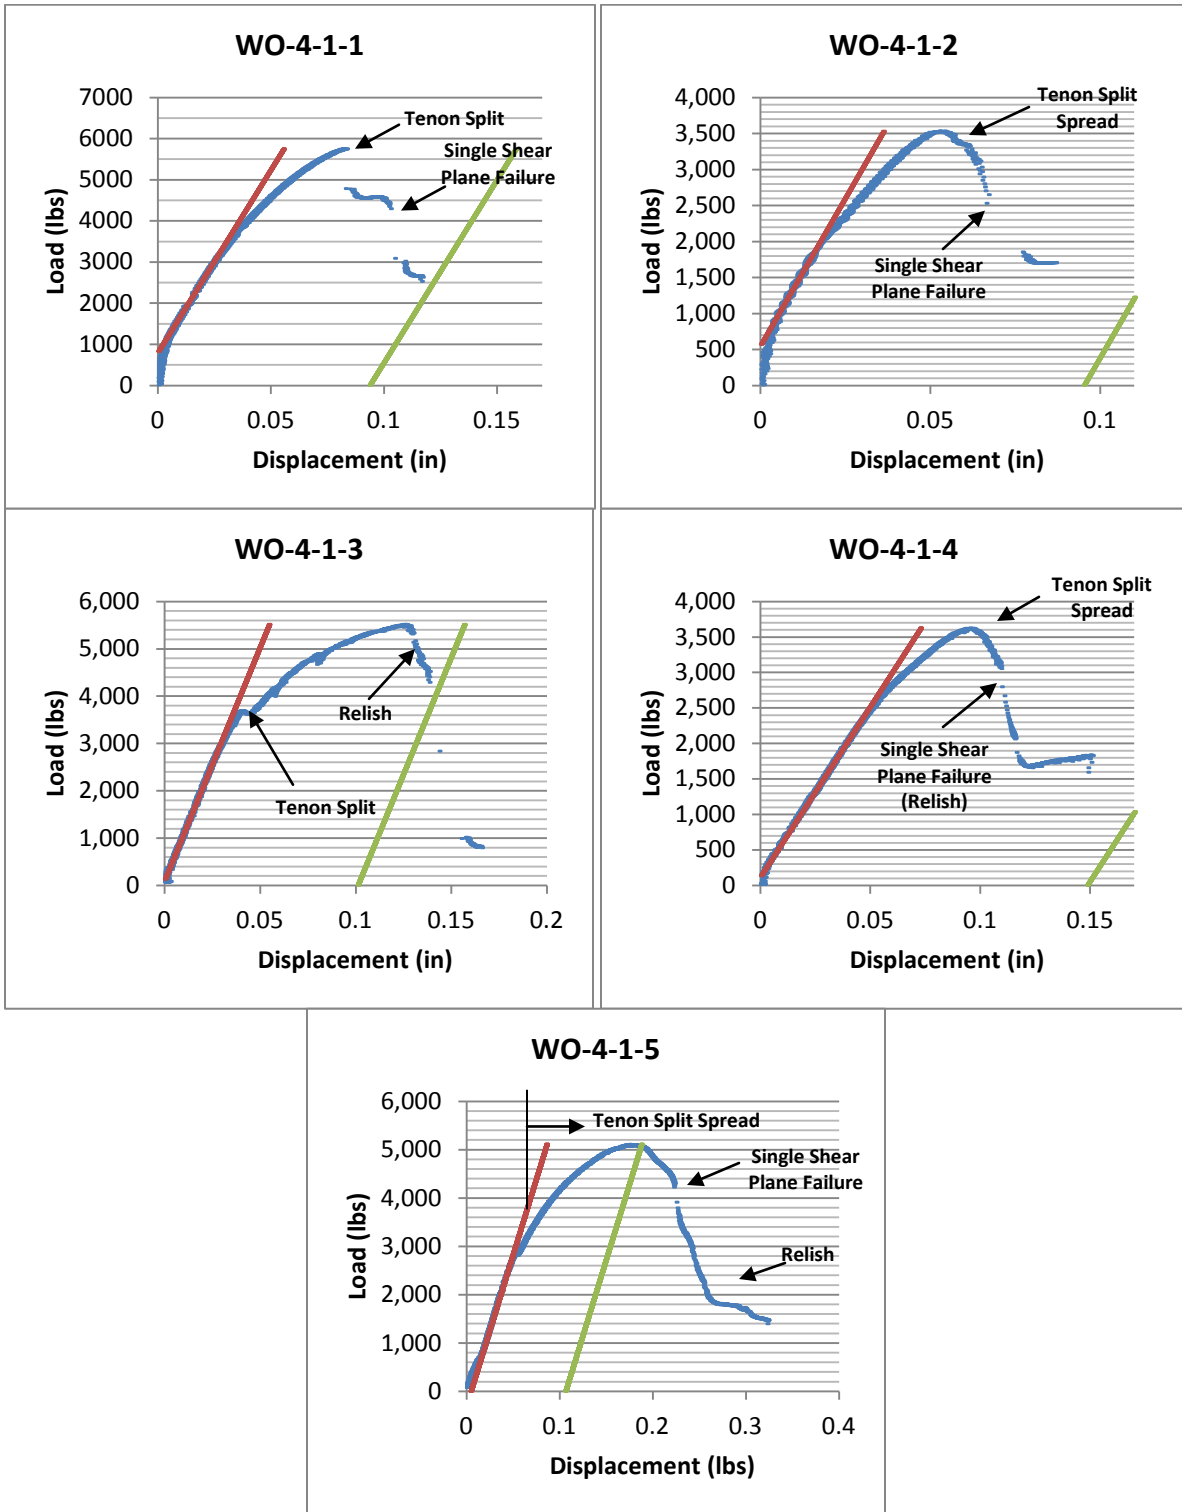 WO-4-1-1
7000
6000
5000
4000
3000
2000
1000
0
Load (lbs)
Tenon Split
Single Shear
Plane Failure
0 0.05 0.1 0.15
Displacement (in)
WO-4-1-2
4,000
3,500
3,000
2,500
2,000
1,500
1,000
500
0
Load (lbs)
Tenon Split
Spread
Single Shear
Plane Failure
0 0.05 0.1
Displacement (in)
WO-4-1-3
6,000
5,000
4,000
3,000
2,000
1,000
0
Load (lbs)
Relish
Tenon Split
0 0.05 0.1 0.15 0.2
Displacement (in)
WO-4-1-4
4,000
3,500
3,000
2,500
2,000
1,500
1,000
500
0
Load (lbs)
Tenon Split
Spread
Single Shear
Plane Failure
(Relish)
0 0.05 0.1 0.15
Displacement (in)
WO-4-1-5
6,000
5,000
4,000
3,000
2,000
1,000
0
Load (lbs)
Tenon Split Spread
Single Shear
Plane Failure
Relish
0 0.1 0.2 0.3 0.4
Displacement (lbs)